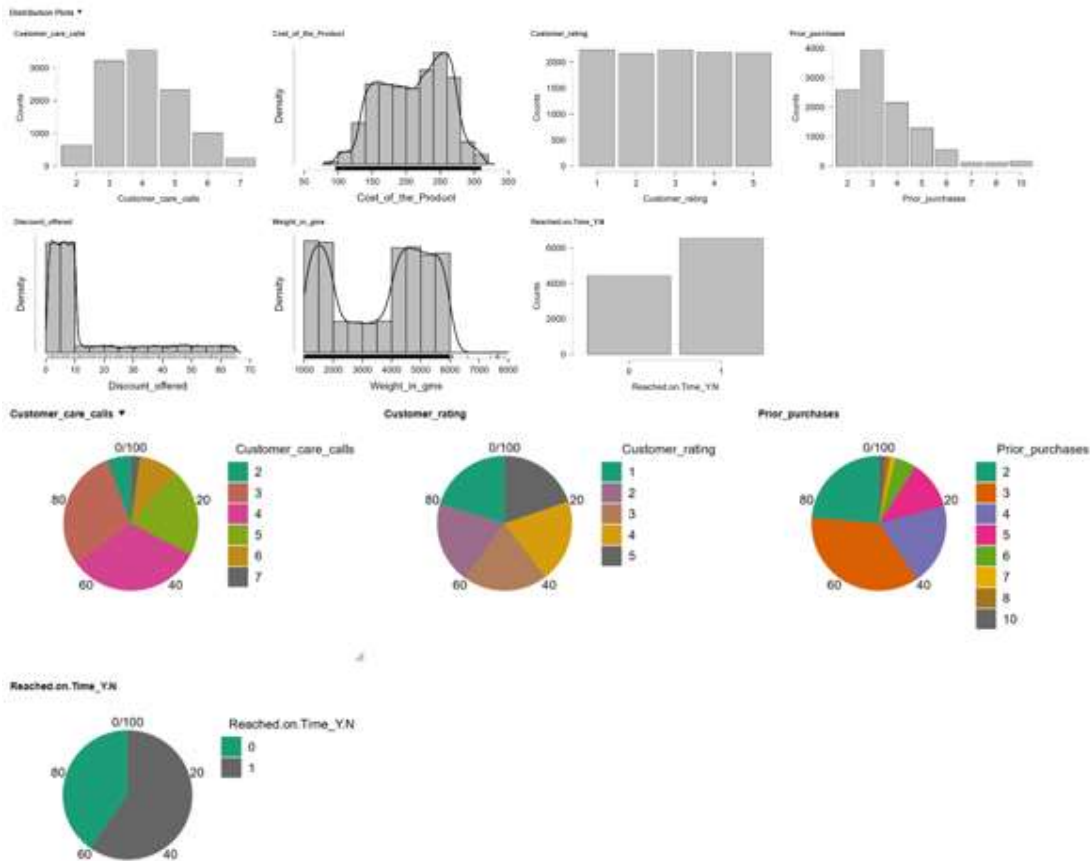 Distribution Plots ▼
Customer_care_calls
Counts
3000
2000
1000
0
2 3 4 5 6 7
Customer_care_calls
Cost_of_the_Product
Density
50 100 150 200 250 300 350
Cost_of_the_Product
Customer_rating
Counts
2000
1500
1000
500
0
1 2 3 4 5
Customer_rating
Prior_purchases
Counts
4000
3000
2000
1000
0
2 3 4 5 6 7 8 10
Prior_purchases
Discount_offered
Density
0 10 20 30 40 50 60 70
Discount_offered
Weight_in_gms
Density
1000 2000 3000 4000 5000 6000 7000 8000
Weight_in_gms
Reached.on.Time_Y.N
Counts
6000
4000
2000
0
0 1
Reached.on.Time_Y.N
Customer_care_calls ▼
0/100
20
40
60
80
Customer_care_calls
2
3
4
5
6
7
Customer_rating
0/100
20
40
60
80
Customer_rating
1
2
3
4
5
Prior_purchases
0/100
20
40
60
80
Prior_purchases
2
3
4
5
6
7
8
10
Reached.on.Time_Y.N
0/100
20
40
60
80
Reached.on.Time_Y.N
0
1